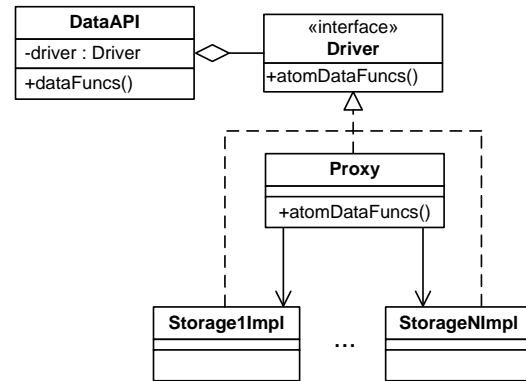 DataAPI
-driver : Driver
+dataFuncs()
«interface»
Driver
+atomDataFuncs()
Proxy
+atomDataFuncs()
Storage1Impl
...
StorageNImpl